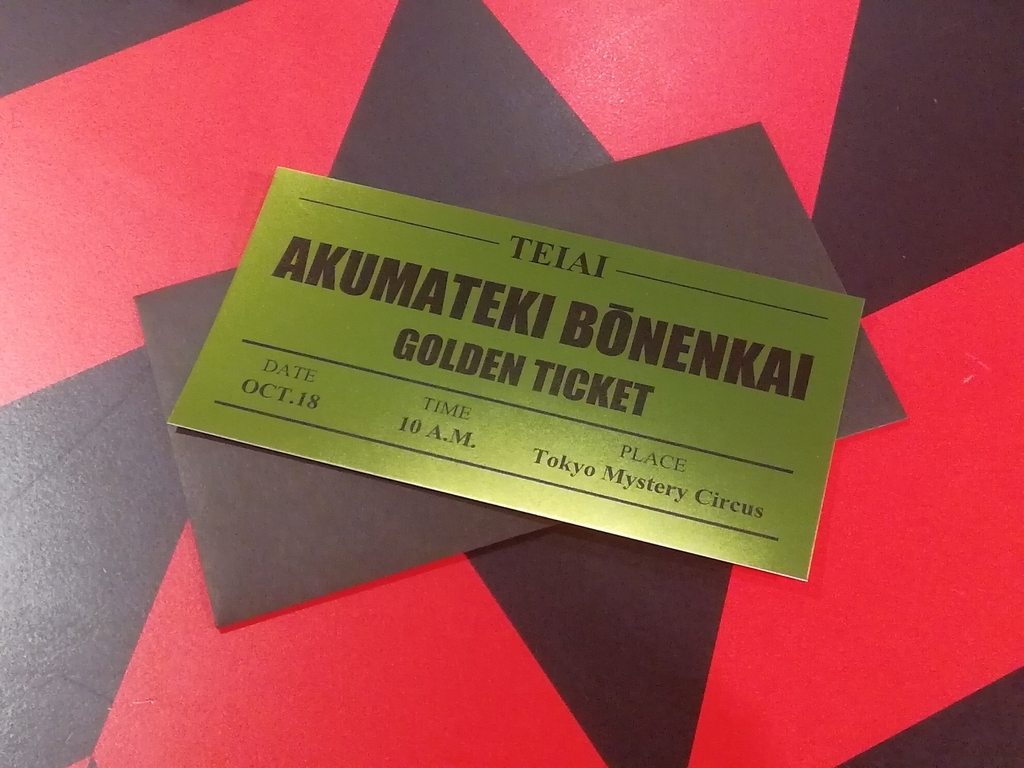 TEIAI
AKUMATEKI BŌNENKAI
GOLDEN TICKET
DATE
OCT.18
TIME
10 A.M.
PLACE
Tokyo Mystery Circus